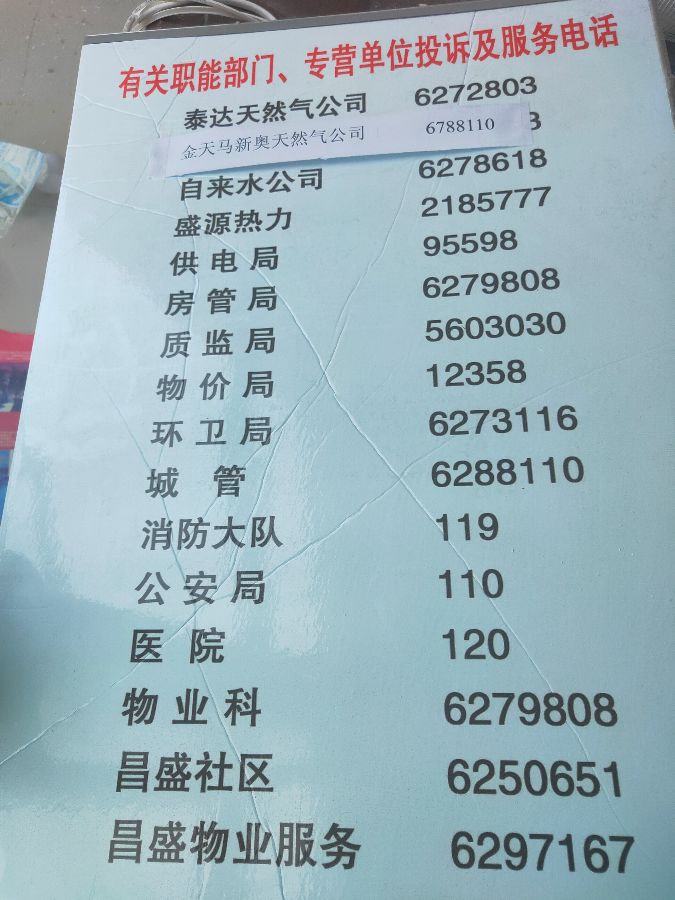 有关职能部门、专营单位投诉及服务电话
泰达天然气公司 6272803
金天马新奥天然气公司 6788110
自来水公司 6278618
盛源热力 2185777
供电局 95598
房管局 6279808
质监局 5603030
物价局 12358
环卫局 6273116
城管 6288110
消防大队 119
公安局 110
医院 120
物业科 6279808
昌盛社区 6250651
昌盛物业服务 6297167